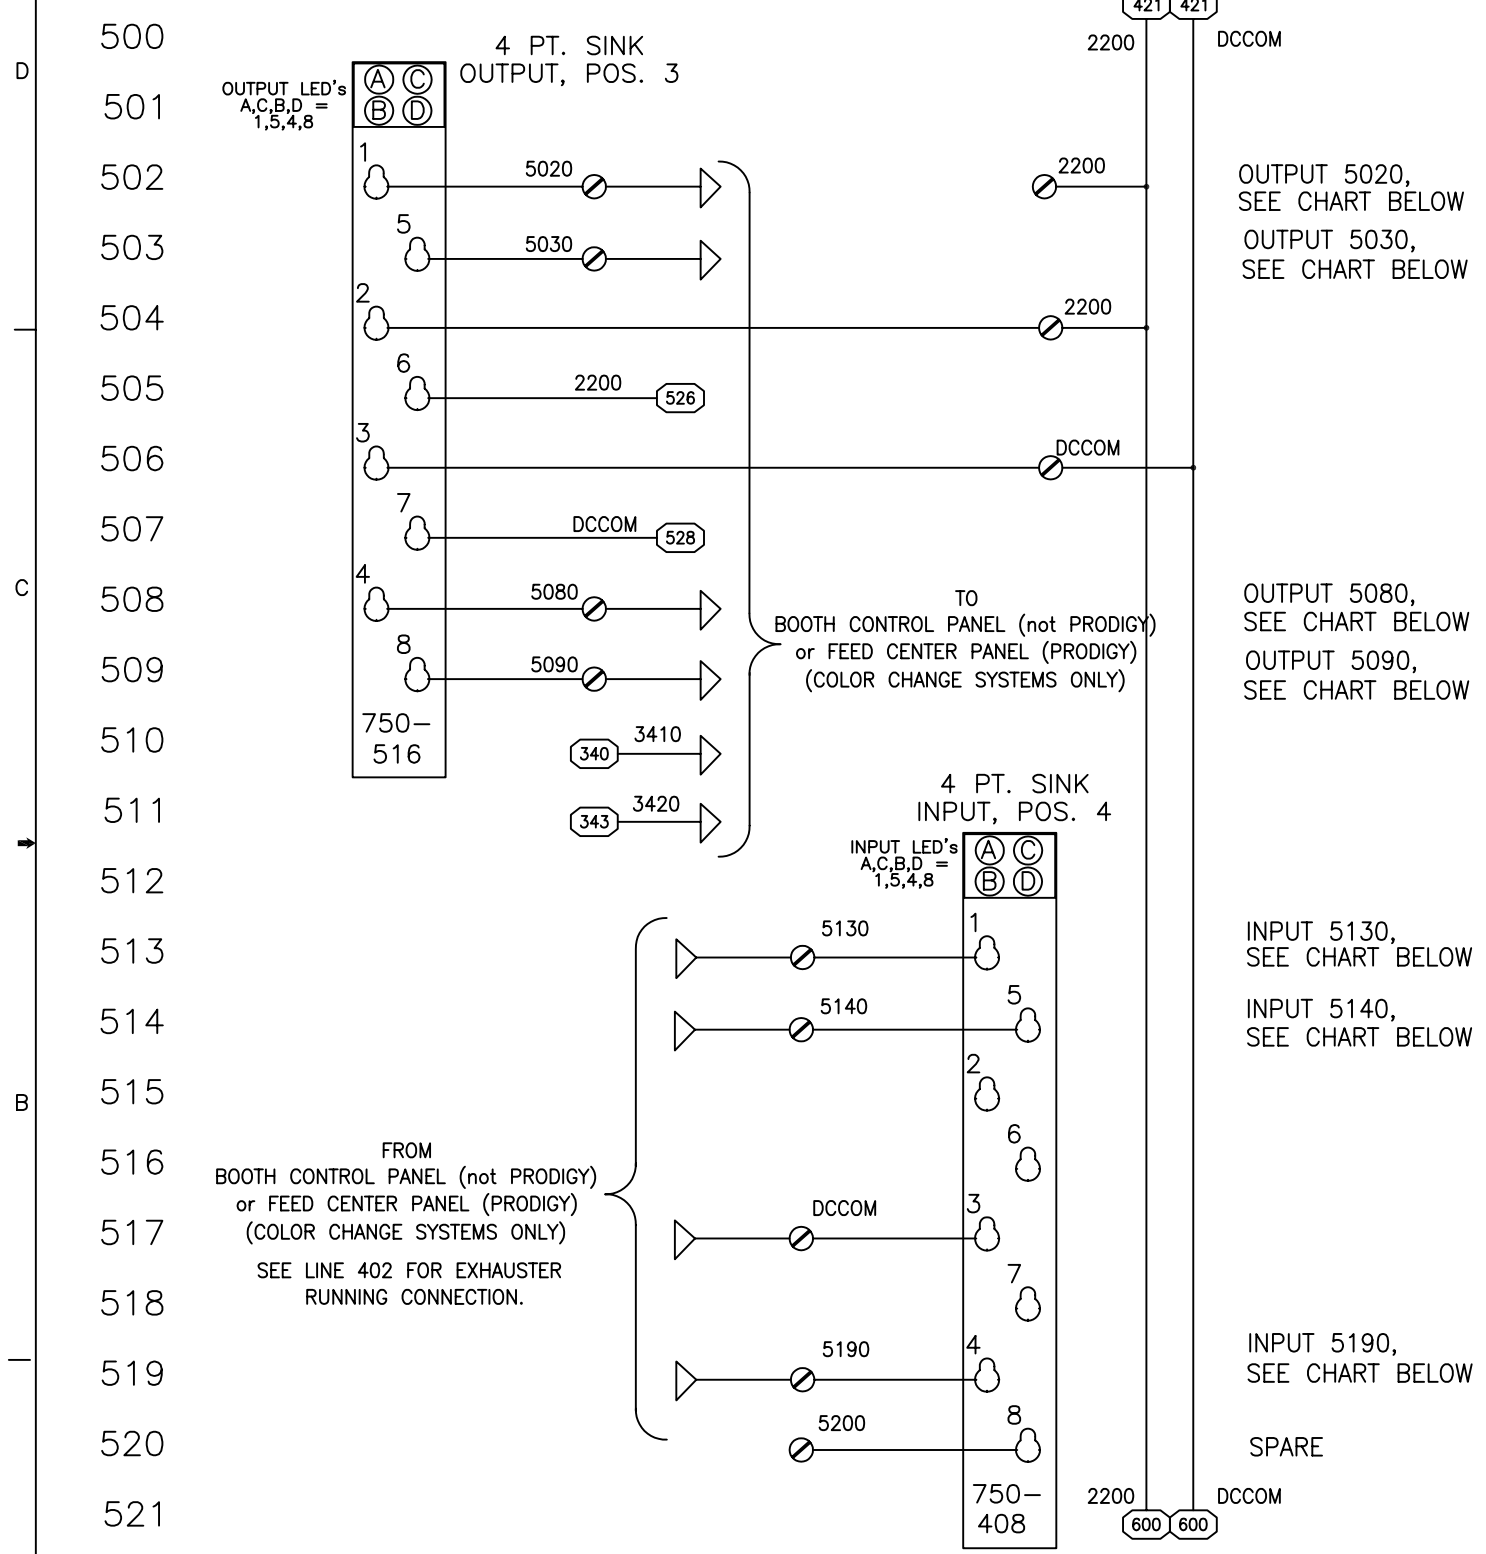 421 421
500
2200
DCCOM
D
4 PT. SINK
OUTPUT, POS. 3
OUTPUT LED's
A,C,B,D =
1,5,4,8
A C
B D
501
502
1
5020
2200
OUTPUT 5020,
SEE CHART BELOW
503
5
5030
OUTPUT 5030,
SEE CHART BELOW
504
2
2200
505
6
2200
526
506
3
DCCOM
507
7
DCCOM
528
C
508
4
5080
OUTPUT 5080,
SEE CHART BELOW
TO
BOOTH CONTROL PANEL (not PRODIGY)
or FEED CENTER PANEL (PRODIGY)
(COLOR CHANGE SYSTEMS ONLY)
509
8
5090
OUTPUT 5090,
SEE CHART BELOW
750-
516
510
340
3410
511
343
3420
4 PT. SINK
INPUT, POS. 4
INPUT LED's
A,C,B,D =
1,5,4,8
A C
B D
512
513
5130
1
INPUT 5130,
SEE CHART BELOW
514
5140
5
INPUT 5140,
SEE CHART BELOW
B
515
2
516
6
FROM
BOOTH CONTROL PANEL (not PRODIGY)
or FEED CENTER PANEL (PRODIGY)
(COLOR CHANGE SYSTEMS ONLY)
SEE LINE 402 FOR EXHAUSTER
RUNNING CONNECTION.
517
DCCOM
3
518
7
519
5190
4
INPUT 5190,
SEE CHART BELOW
520
5200
8
SPARE
521
750-
408
2200
DCCOM
600 600